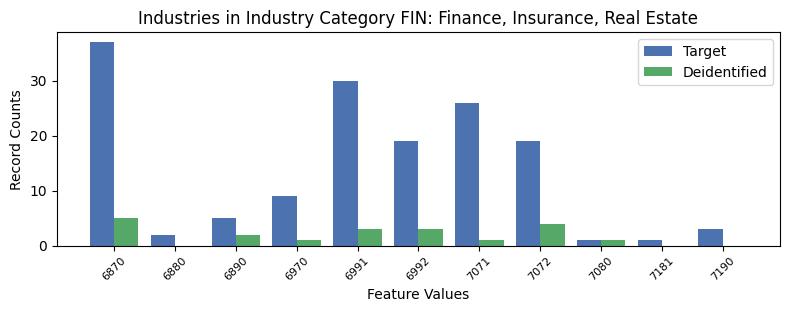 Industries in Industry Category FIN: Finance, Insurance, Real Estate
Target
Deidentified
Record Counts
30
20
10
0
6870 6880 6890 6970 6991 6992 7071 7072 7080 7181 7190
Feature Values